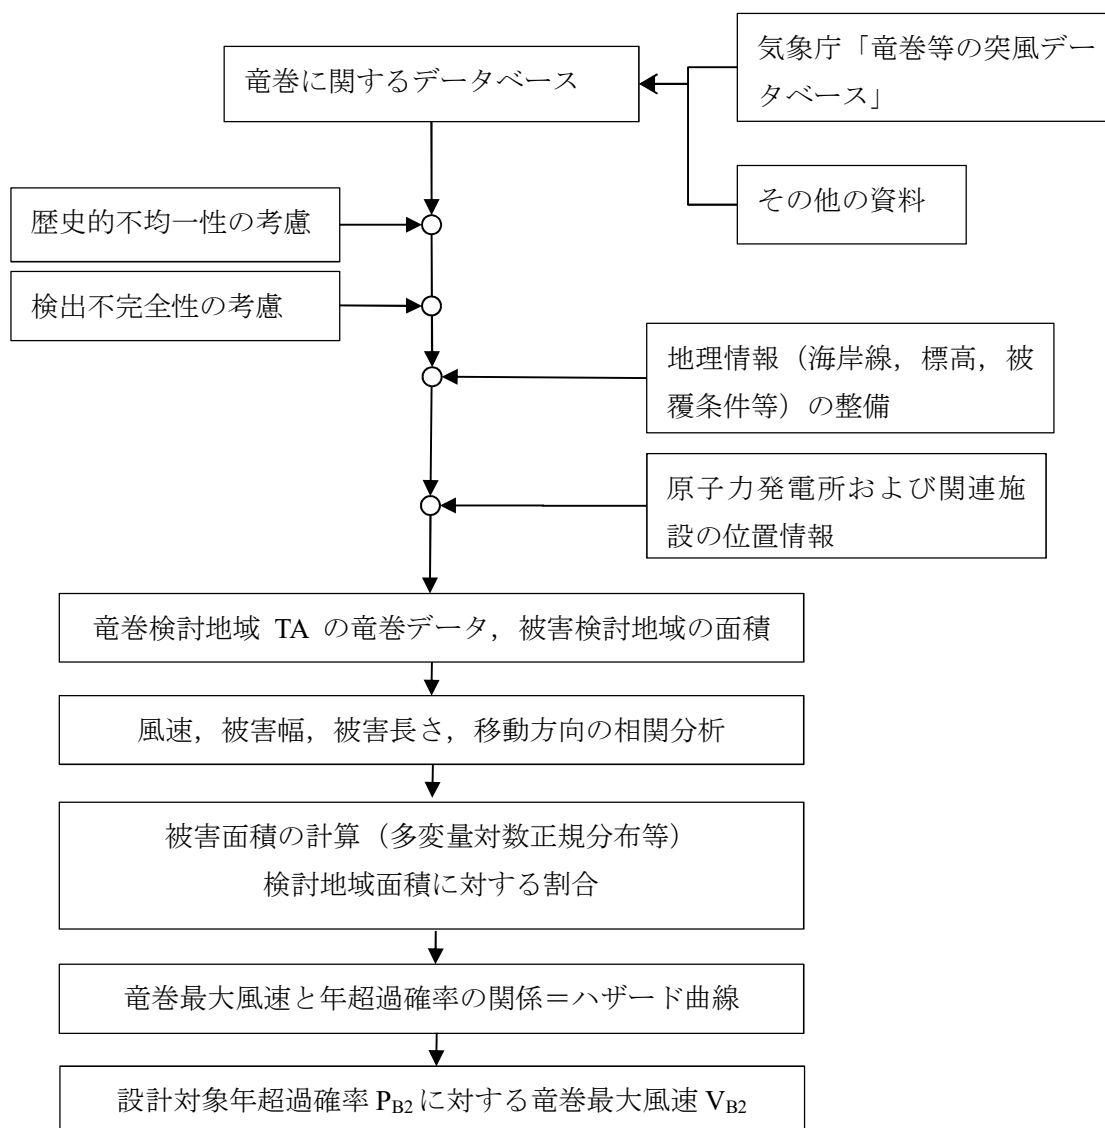 竜巻に関するデータベース
気象庁「竜巻等の突風デー
タベース」
その他の資料
歴史的不均一性の考慮
検出不完全性の考慮
地理情報（海岸線，標高，被
覆条件等）の整備
原子力発電所および関連施
設の位置情報
竜巻検討地域 TA の竜巻データ，被害検討地域の面積
風速，被害幅，被害長さ，移動方向の相関分析
被害面積の計算（多変量対数正規分布等）
検討地域面積に対する割合
竜巻最大風速と年超過確率の関係＝ハザード曲線
設計対象年超過確率 PB2 に対する竜巻最大風速 VB2